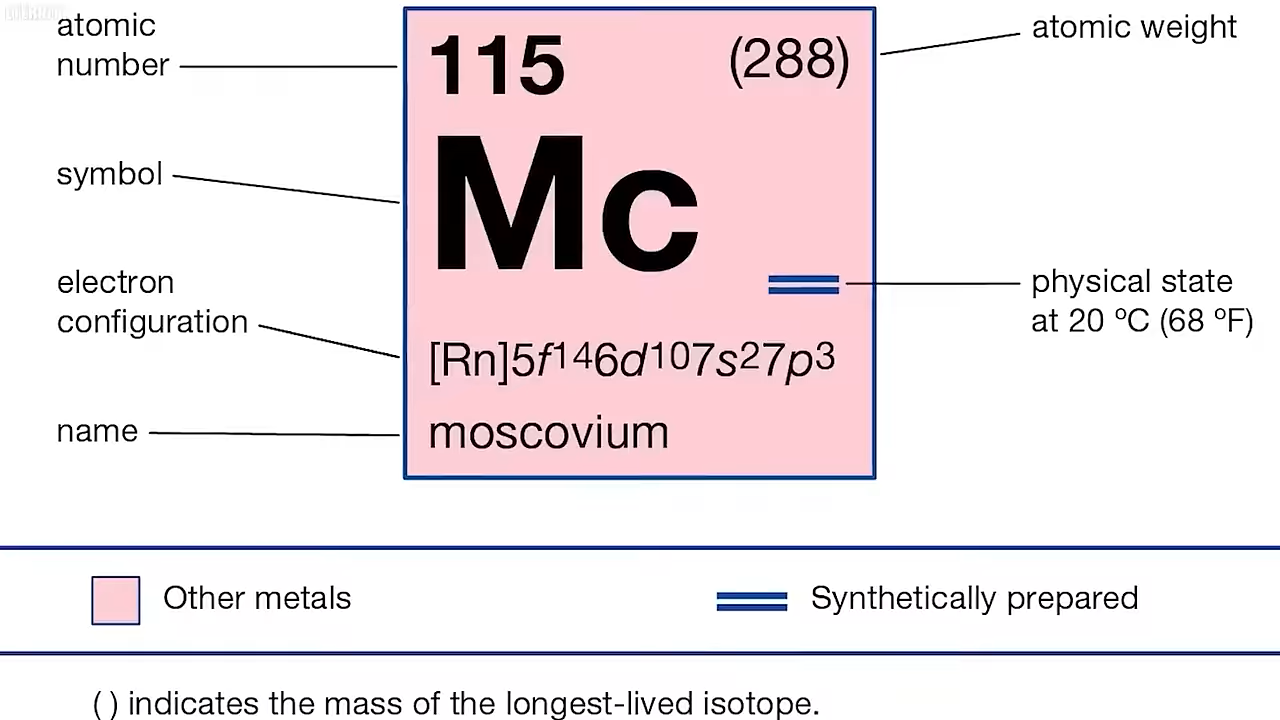 atomic
number
115
(288)
atomic weight
symbol
Mc
electron
configuration
physical state
at 20 ºC (68 ºF)
[Rn]5f¹⁴6d¹⁰7s²7p³
name
moscovium
Other metals
Synthetically prepared
( ) indicates the mass of the longest-lived isotope.